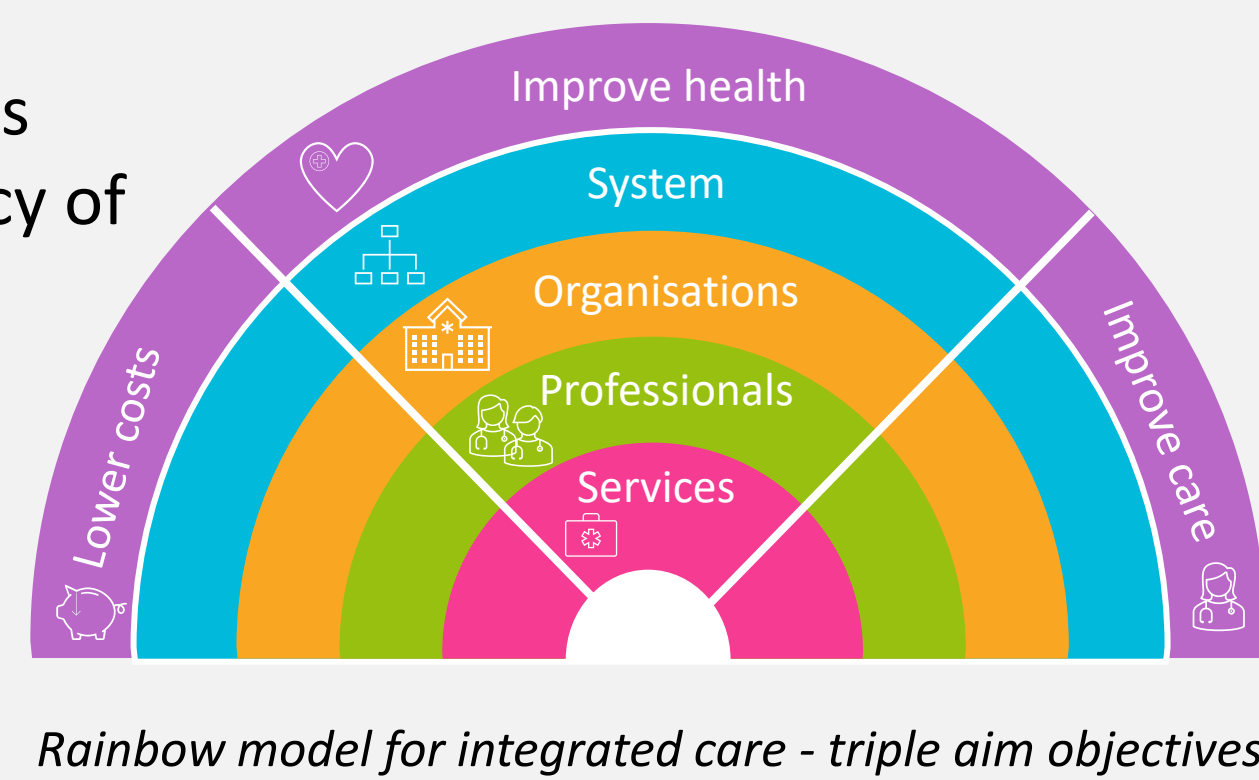 s
cy of
Improve health
System
Organisations
Professionals
Services
Lower costs
Improve care
Rainbow model for integrated care - triple aim objectives